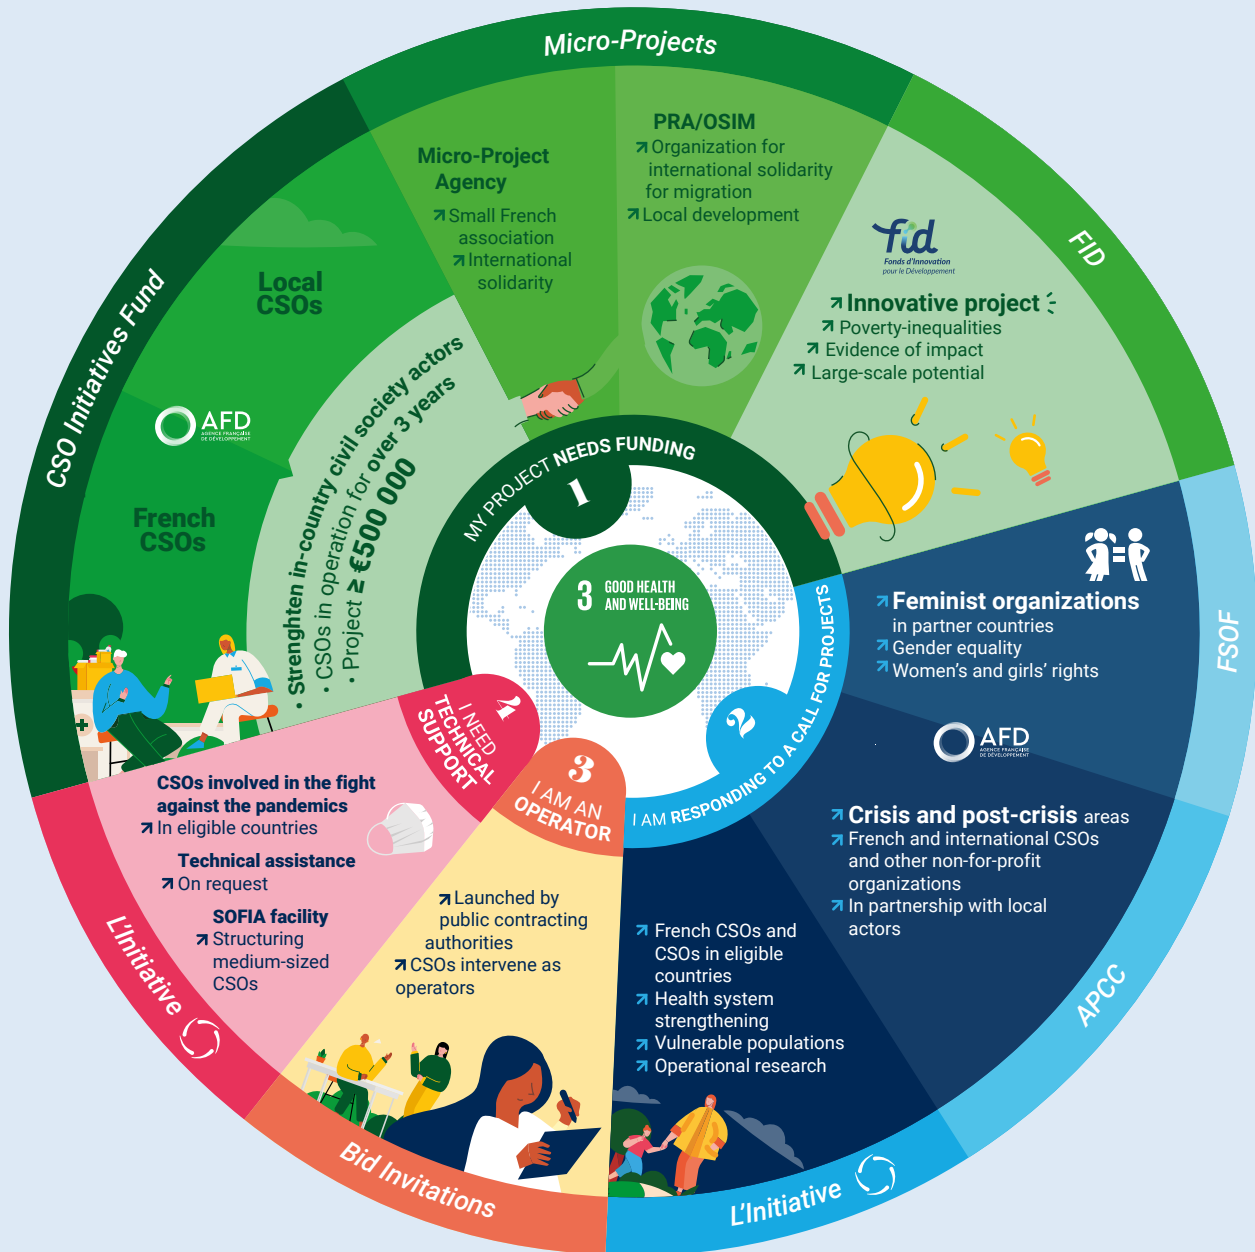 Micro-Projects
Micro-Project
Agency
Small French
association
International
solidarity
PRA/OSIM
Organization for
international solidarity
for migration
Local development
FID
fid
Fonds d'Innovation
pour le Développement
Innovative project
Poverty-inequalities
Evidence of impact
Large-scale potential
CSO Initiatives Fund
Local
CSOs
AFD
AGENCE FRANÇAISE
DE DÉVELOPPEMENT
French
CSOs
• Strenghten in-country civil society actors
• CSOs in operation for over 3 years
• Project ≥ €500 000
MY PROJECT NEEDS FUNDING
1
3 GOOD HEALTH
AND WELL-BEING
2
I AM RESPONDING TO A CALL FOR PROJECTS
FSOF
Feminist organizations
in partner countries
Gender equality
Women's and girls' rights
AFD
AGENCE FRANÇAISE
DE DÉVELOPPEMENT
APCC
Crisis and post-crisis areas
French and international CSOs
and other non-for-profit
organizations
In partnership with local
actors
L'Initiative
French CSOs and
CSOs in eligible
countries
Health system
strengthening
Vulnerable populations
Operational research
3
I AM AN
OPERATOR
Launched by
public contracting
authorities
CSOs intervene as
operators
Bid Invitations
4
I NEED
TECHNICAL
SUPPORT
CSOs involved in the fight
against the pandemics
In eligible countries
Technical assistance
On request
SOFIA facility
Structuring
medium-sized
CSOs
L'Initiative